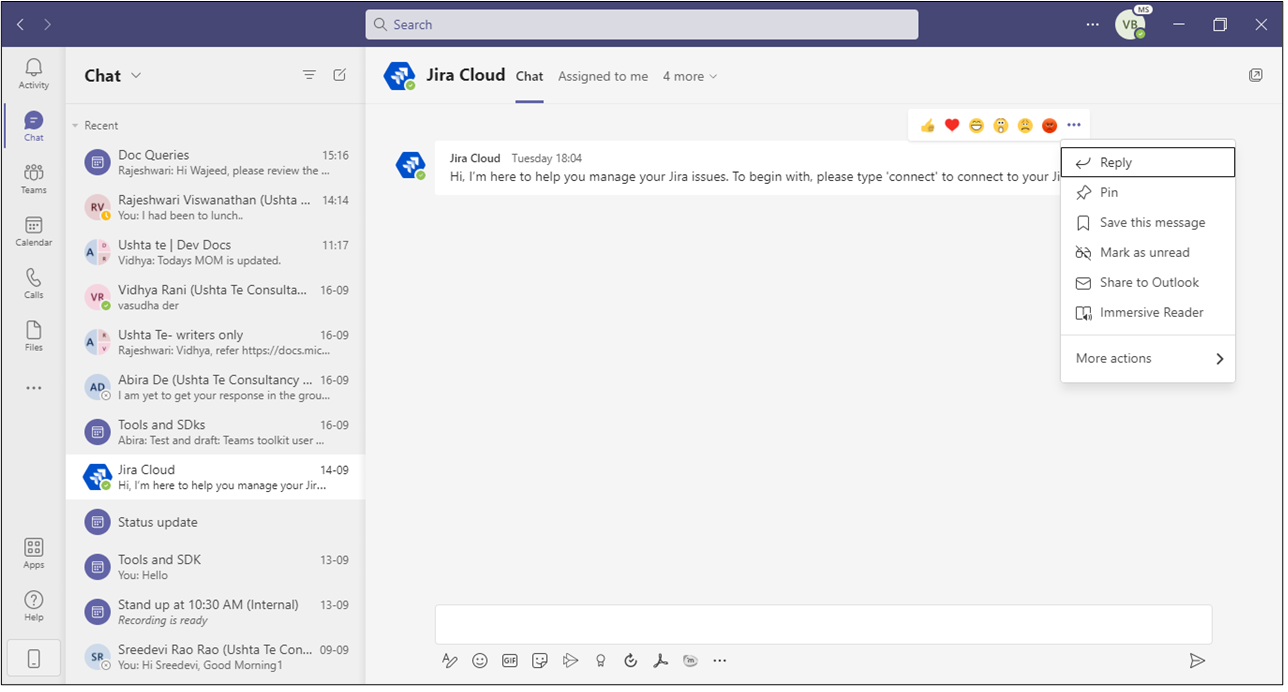 Search
MS
VB
Activity
Chat
Teams
Calendar
Calls
Files
Apps
Help
Chat
Recent
Doc Queries 15:16
Rajeshwari: Hi Wajeed, please review the ...
RV
Rajeshwari Viswanathan (Ushta ... 14:14
You: I had been to lunch..
A D R
Ushta te | Dev Docs 11:17
Vidhya: Todays MOM is updated.
VR
Vidhya Rani (Ushta Te Consulta... 16-09
vasudha der
A R V
Ushta Te- writers only 16-09
Rajeshwari: Vidhya, refer https://docs.mic...
AD
Abira De (Ushta Te Consultancy ... 16-09
I am yet to get your response in the grou...
Tools and SDKs 16-09
Abira: Test and draft: Teams toolkit user ...
Jira Cloud 14-09
Hi, I'm here to help you manage your Jir...
Status update
Tools and SDK 13-09
You: Hello
Stand up at 10:30 AM (Internal) 13-09
Recording is ready
SR
Sreedevi Rao Rao (Ushta Te Con... 09-09
You: Hi Sreedevi, Good Morning1
Jira Cloud Chat Assigned to me 4 more
Jira Cloud Tuesday 18:04
Hi, I'm here to help you manage your Jira issues. To begin with, please type 'connect' to connect to your Ji
Reply
Pin
Save this message
Mark as unread
Share to Outlook
Immersive Reader
More actions
GIF